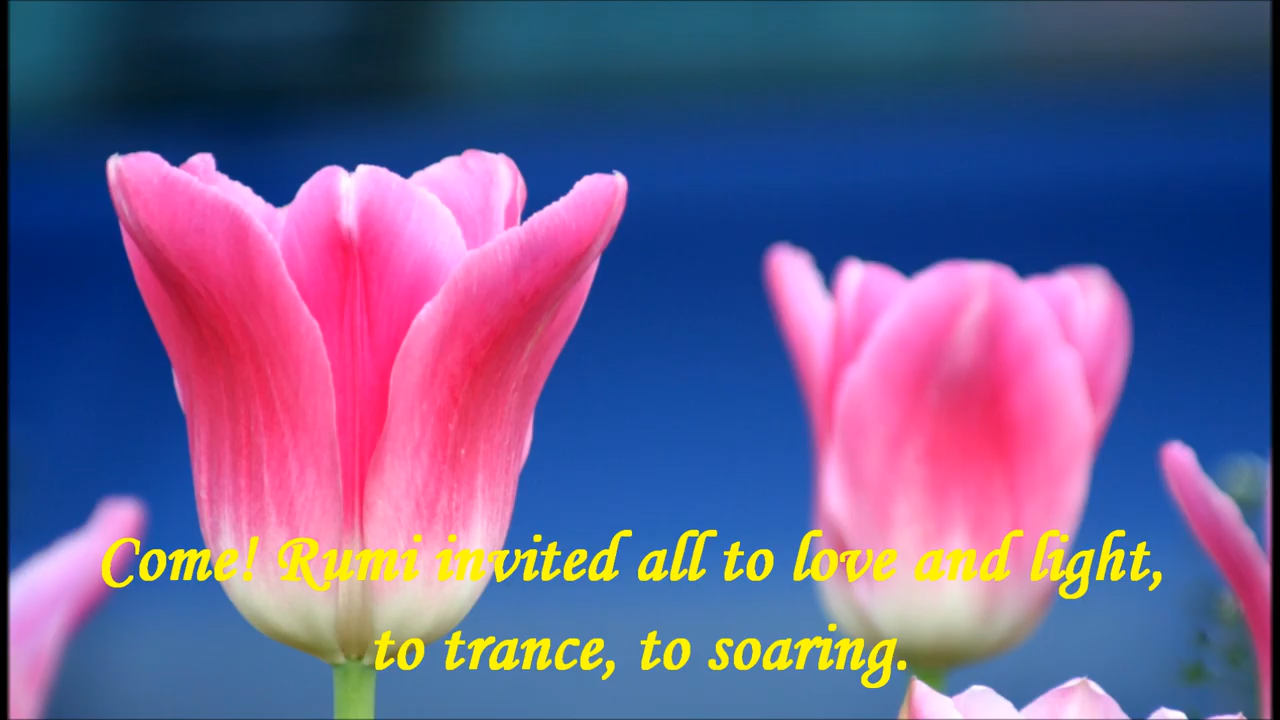 Come! Rumi invited all to love and light,
to trance, to soaring.